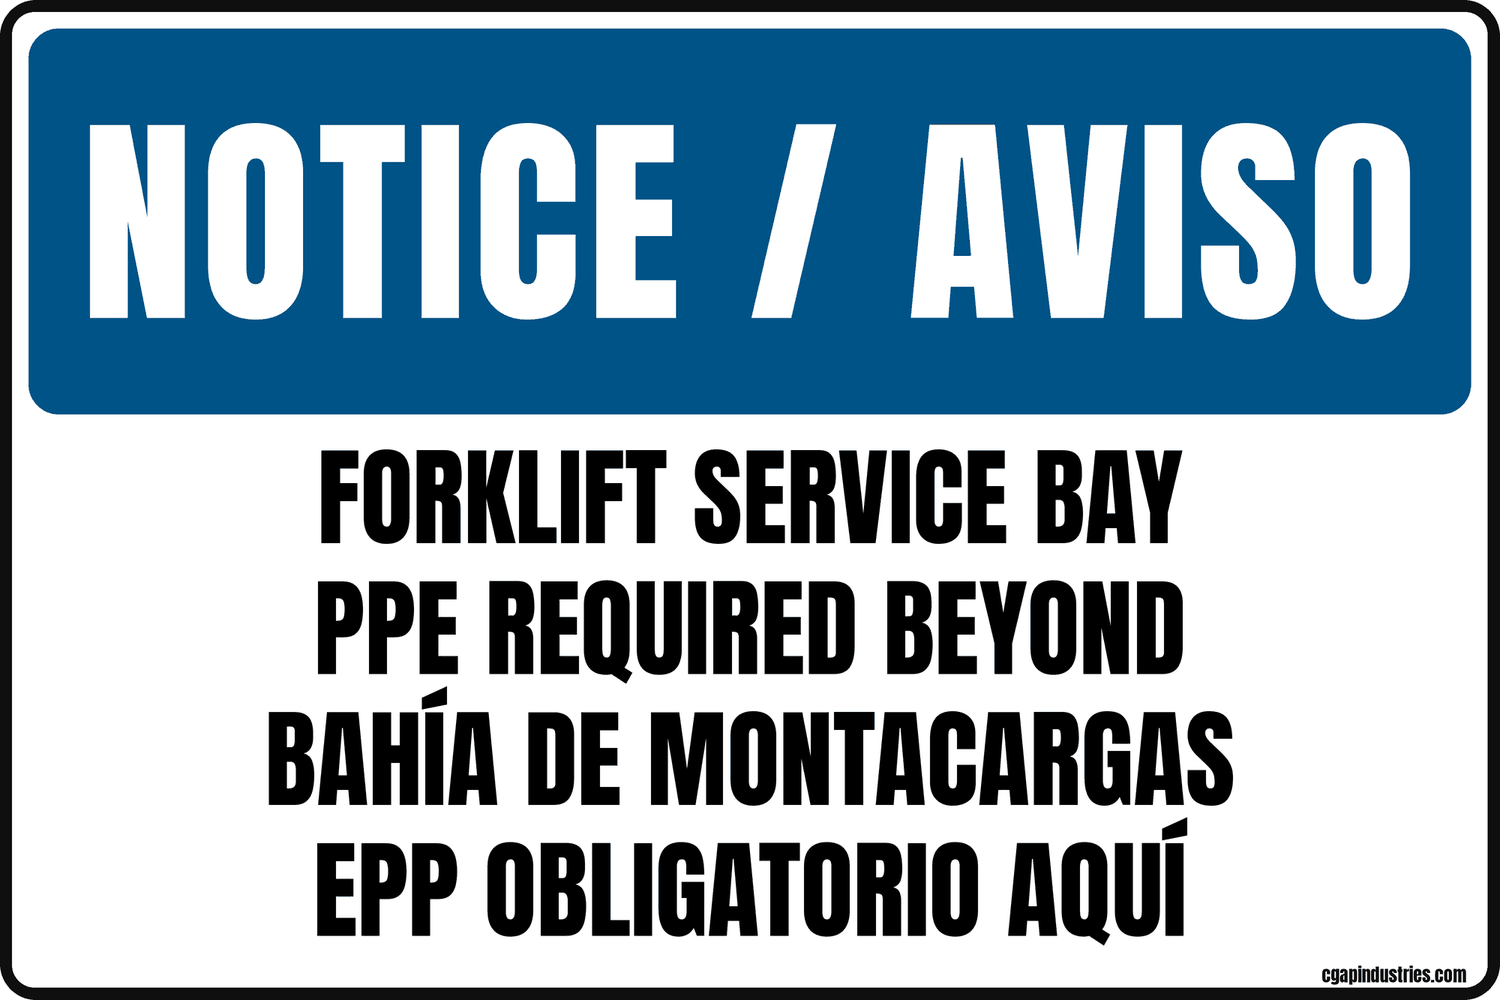 NOTICE / AVISO
FORKLIFT SERVICE BAY
PPE REQUIRED BEYOND
BAHÍA DE MONTACARGAS
EPP OBLIGATORIO AQUÍ
cgapindustries.com